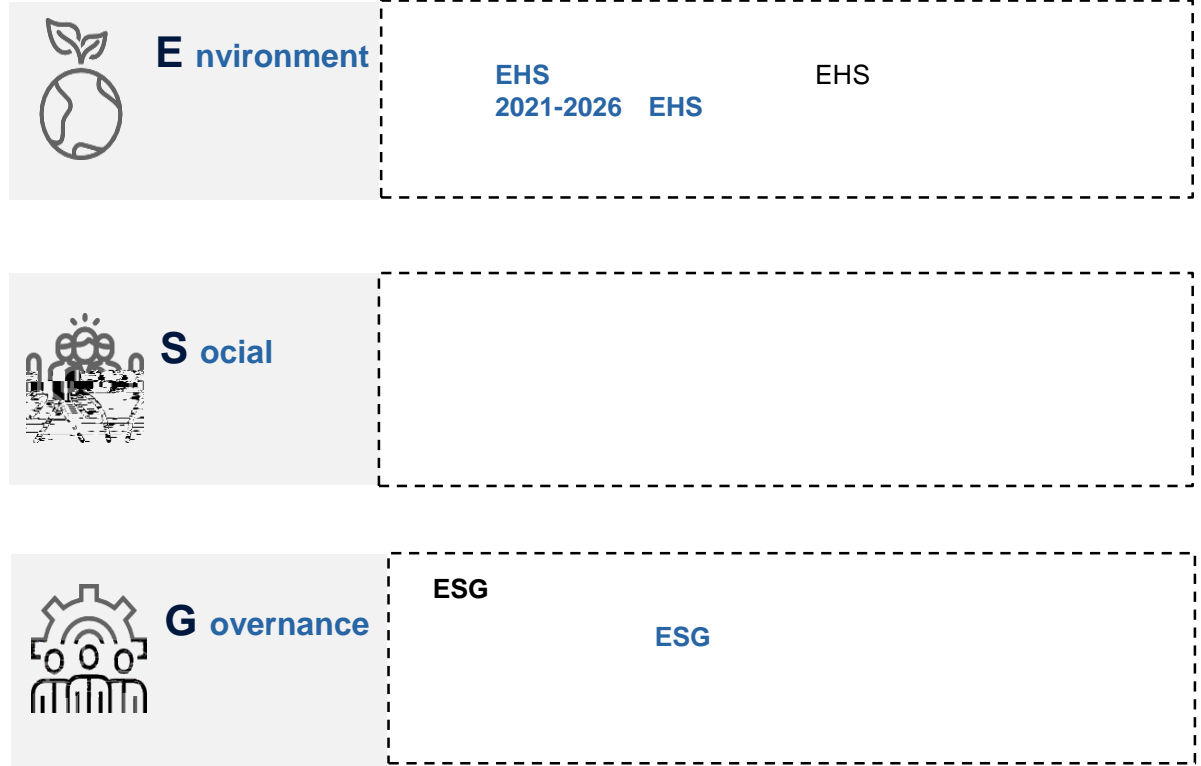 E nvironment
EHS EHS
2021-2026 EHS
S ocial
G overnance
ESG
ESG